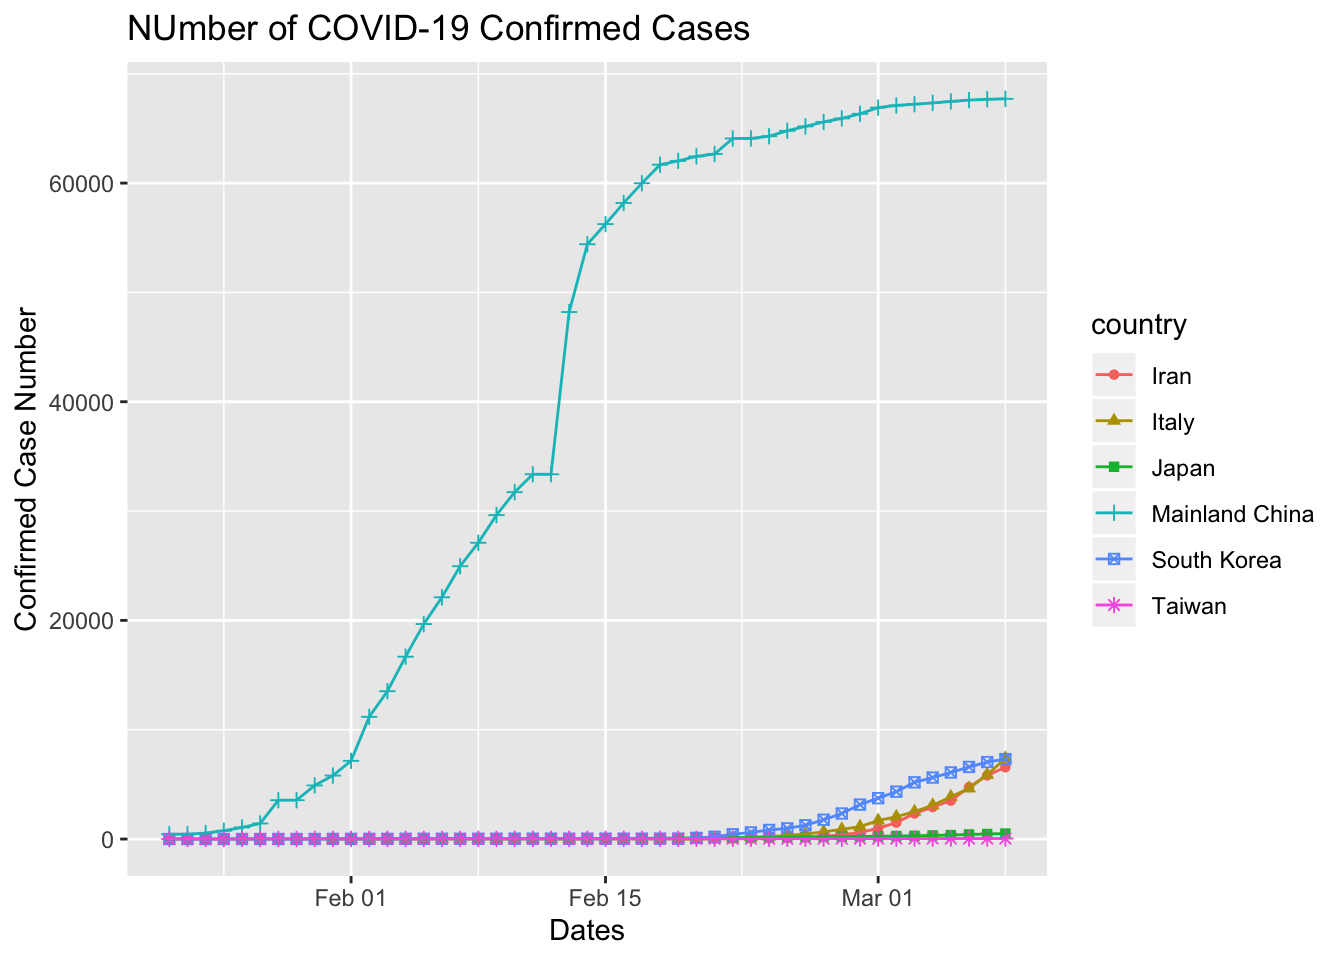 NUmber of COVID-19 Confirmed Cases
Confirmed Case Number
60000
40000
20000
0
Feb 01
Feb 15
Mar 01
Dates
country
Iran
Italy
Japan
Mainland China
South Korea
Taiwan